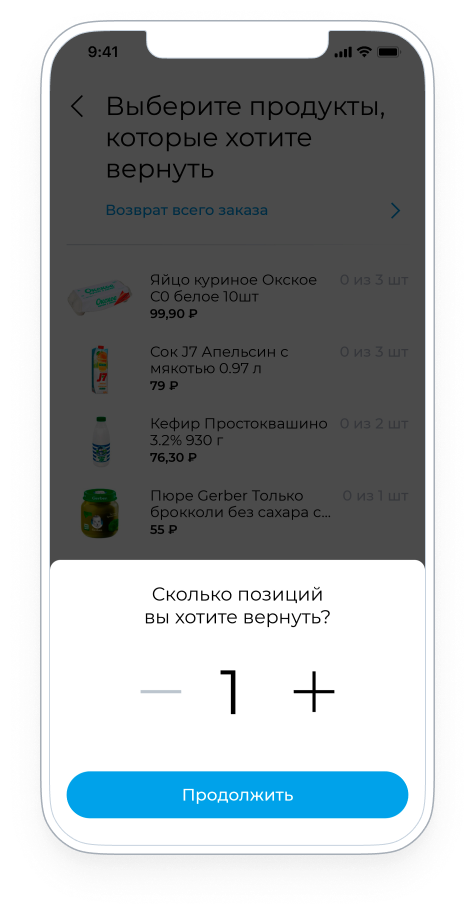 9:41
Выберите продукты,
которые хотите
вернуть
Возврат всего заказа
Яйцо куриное Окское 0 из 3 шт
С0 белое 10шт
99,90 ₽
Сок J7 Апельсин с 0 из 3 шт
мякотью 0.97 л
79 ₽
Кефир Простоквашино 0 из 2 шт
3.2% 930 г
76,30 ₽
Пюре Gerber Только 0 из 1 шт
брокколи без сахара с...
55 ₽
Сколько позиций
вы хотите вернуть?
1
Продолжить